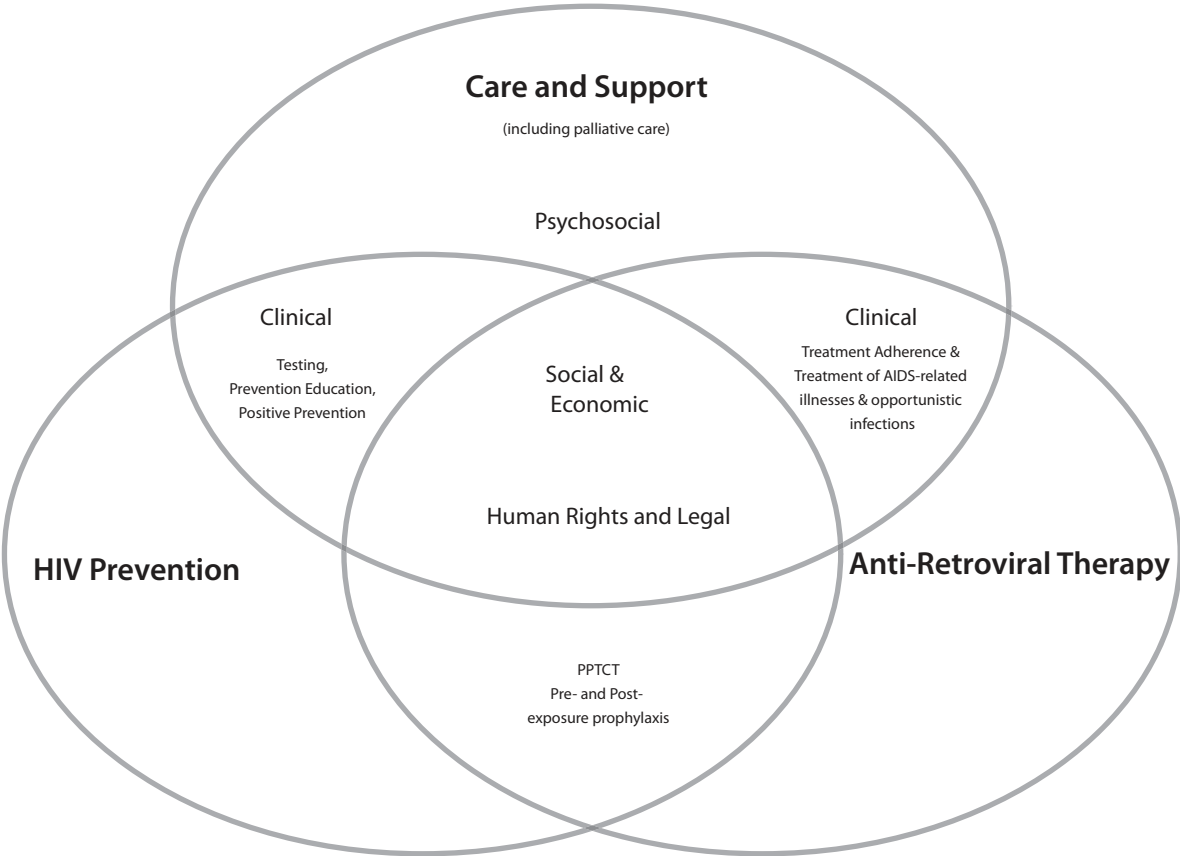 Care and Support
(including palliative care)
Psychosocial
Clinical
Testing,
Prevention Education,
Positive Prevention
Social &
Economic
Clinical
Treatment Adherence &
Treatment of AIDS-related
illnesses & opportunistic
infections
Human Rights and Legal
HIV Prevention
Anti-Retroviral Therapy
PPTCT
Pre- and Post-
exposure prophylaxis